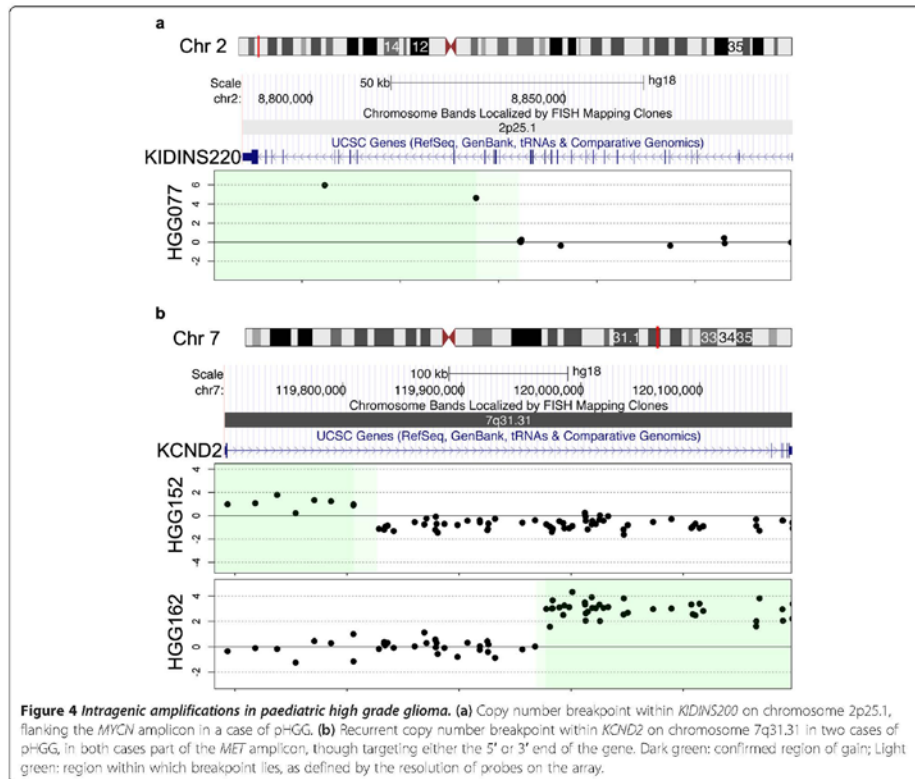 a
Chr 2
14 12 35
Scale 50 kb hg18
chr2: 8,800,000 8,850,000
Chromosome Bands Localized by FISH Mapping Clones
2p25.1
UCSC Genes (RefSeq, GenBank, tRNAs & Comparative Genomics)
KIDINS220
HGG077
6
4
2
0
-2
b
Chr 7
31.1 33 34 35
Scale 100 kb hg18
chr7: 119,800,000 119,900,000 120,000,000 120,100,000
Chromosome Bands Localized by FISH Mapping Clones
7q31.31
UCSC Genes (RefSeq, GenBank, tRNAs & Comparative Genomics)
KCND2
HGG152
4
2
0
-2
-4
HGG162
4
2
0
-2
Figure 4 Intragenic amplifications in paediatric high grade glioma. (a) Copy number breakpoint within KIDINS200 on chromosome 2p25.1,
flanking the MYCN amplicon in a case of pHGG. (b) Recurrent copy number breakpoint within KCND2 on chromosome 7q31.31 in two cases of
pHGG, in both cases part of the MET amplicon, though targeting either the 5' or 3' end of the gene. Dark green: confirmed region of gain; Light
green: region within which breakpoint lies, as defined by the resolution of probes on the array.